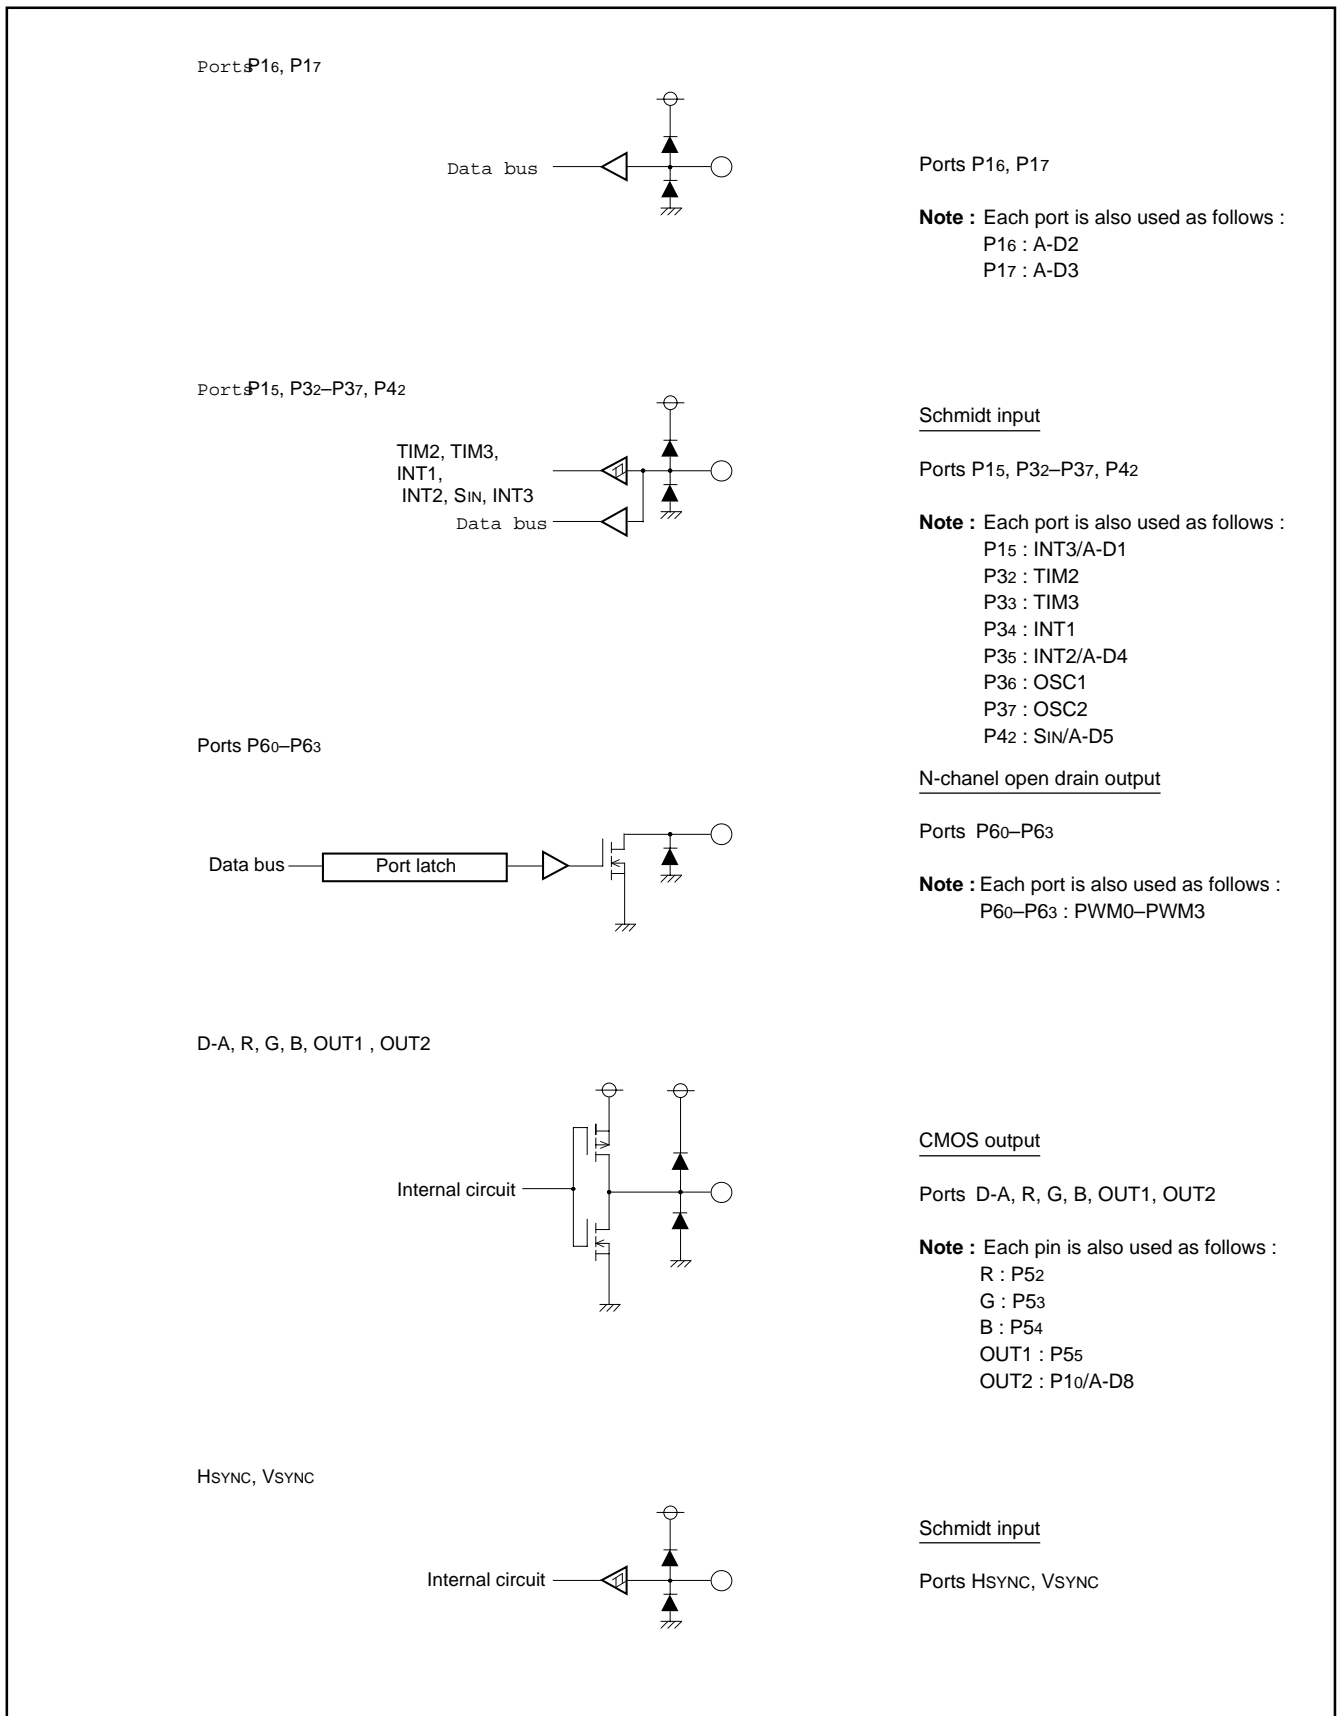 Ports P16, P17
Data bus
Ports P16, P17
Note : Each port is also used as follows :
P16 : A-D2
P17 : A-D3
Ports P15, P32–P37, P42
TIM2, TIM3,
INT1,
INT2, SIN, INT3
Data bus
Schmidt input
Ports P15, P32–P37, P42
Note : Each port is also used as follows :
P15 : INT3/A-D1
P32 : TIM2
P33 : TIM3
P34 : INT1
P35 : INT2/A-D4
P36 : OSC1
P37 : OSC2
P42 : SIN/A-D5
Ports P60–P63
Data bus
Port latch
N-chanel open drain output
Ports P60–P63
Note : Each port is also used as follows :
P60–P63 : PWM0–PWM3
D-A, R, G, B, OUT1 , OUT2
Internal circuit
CMOS output
Ports D-A, R, G, B, OUT1, OUT2
Note : Each pin is also used as follows :
R : P52
G : P53
B : P54
OUT1 : P55
OUT2 : P10/A-D8
HSYNC, VSYNC
Internal circuit
Schmidt input
Ports HSYNC, VSYNC